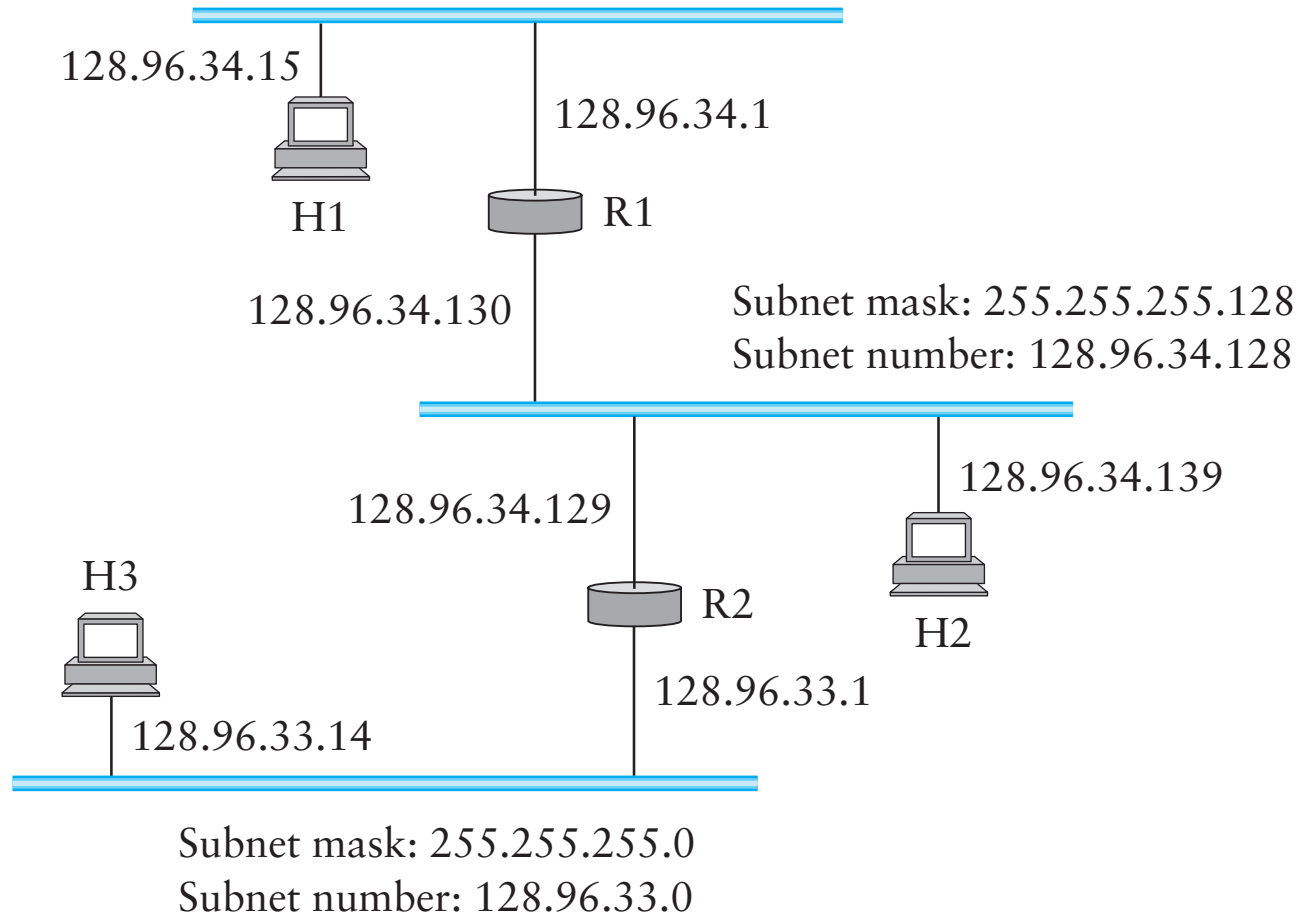 128.96.34.15
128.96.34.1
H1
R1
128.96.34.130
Subnet mask: 255.255.255.128
Subnet number: 128.96.34.128
128.96.34.139
128.96.34.129
H3
R2
H2
128.96.33.1
128.96.33.14
Subnet mask: 255.255.255.0
Subnet number: 128.96.33.0